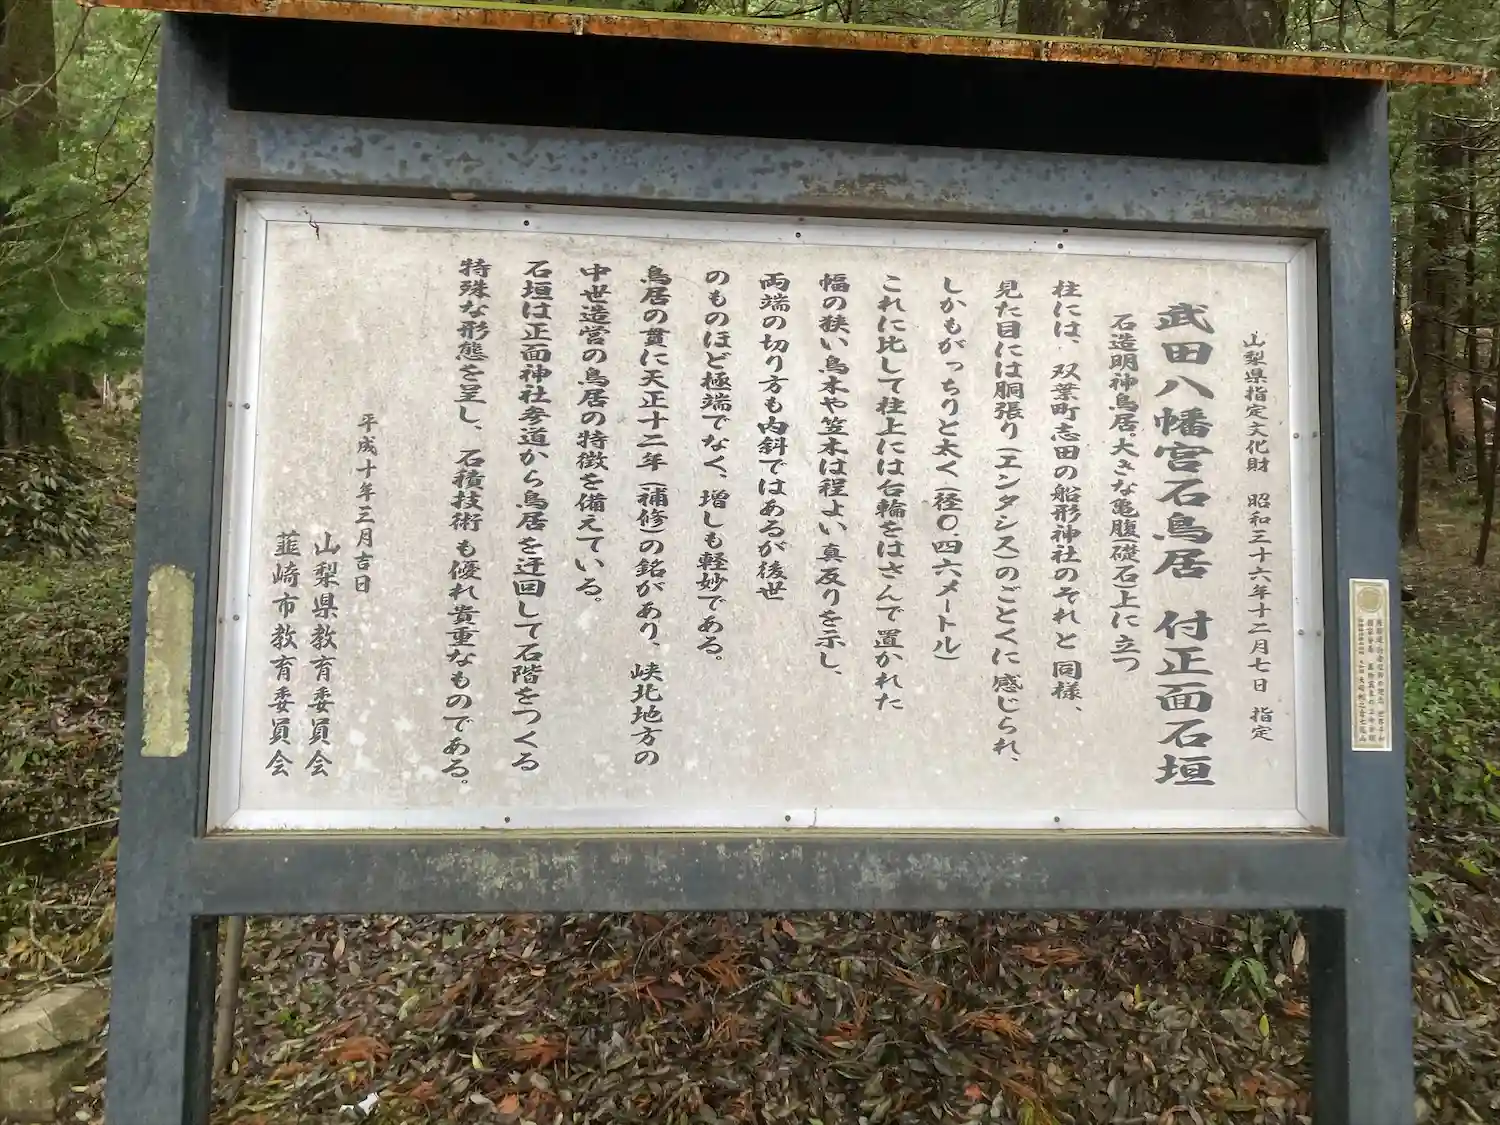 山梨県指定文化財　昭和三十六年十二月七日　指定
武田八幡宮石鳥居　付正面石垣
石造明神鳥居。大きな亀腹(礎石)上に立つ
柱には、双葉町志田の船形神社のそれと同様、
見た目には胴張り(エンタシス)のごとくに感じられ、
しかもがっちりと太く(径〇.四六メートル)
これに比して柱上には台輪をはさんで置かれた
幅の狭い鳥木や笠木は程よい真反りを示し、
両端の切り方も内斜ではあるが後世
のものほど極端でなく、増しも軽妙である。
鳥居の貫に天正十二年(補修)の銘があり、峡北地方の
中世造営の鳥居の特徴を備えている。
石垣は正面神社参道から鳥居を迂回して石階をつくる
特殊な形態を呈し、石積技術も優れ貴重なものである。
平成十年三月吉日
山梨県教育委員会
韮崎市教育委員会